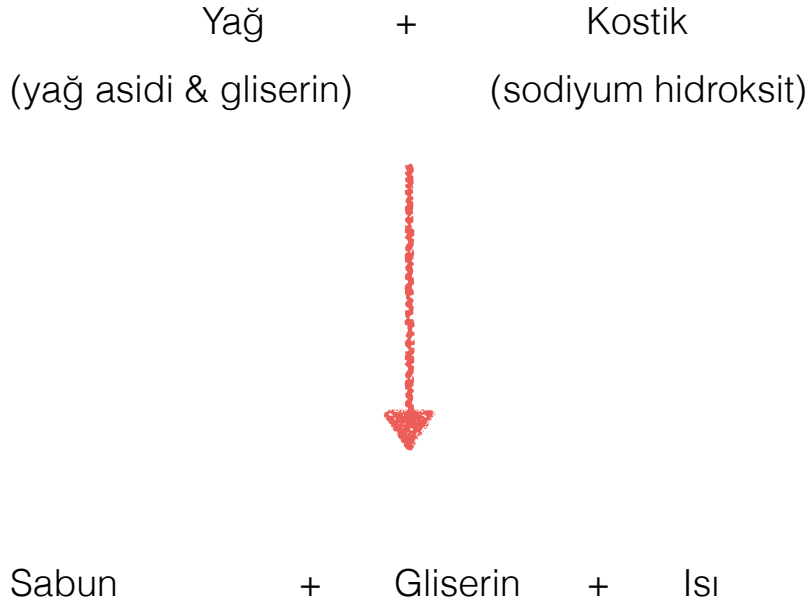 Yağ + Kostik
(yağ asidi & gliserin) (sodiyum hidroksit)
Sabun + Gliserin + Isı